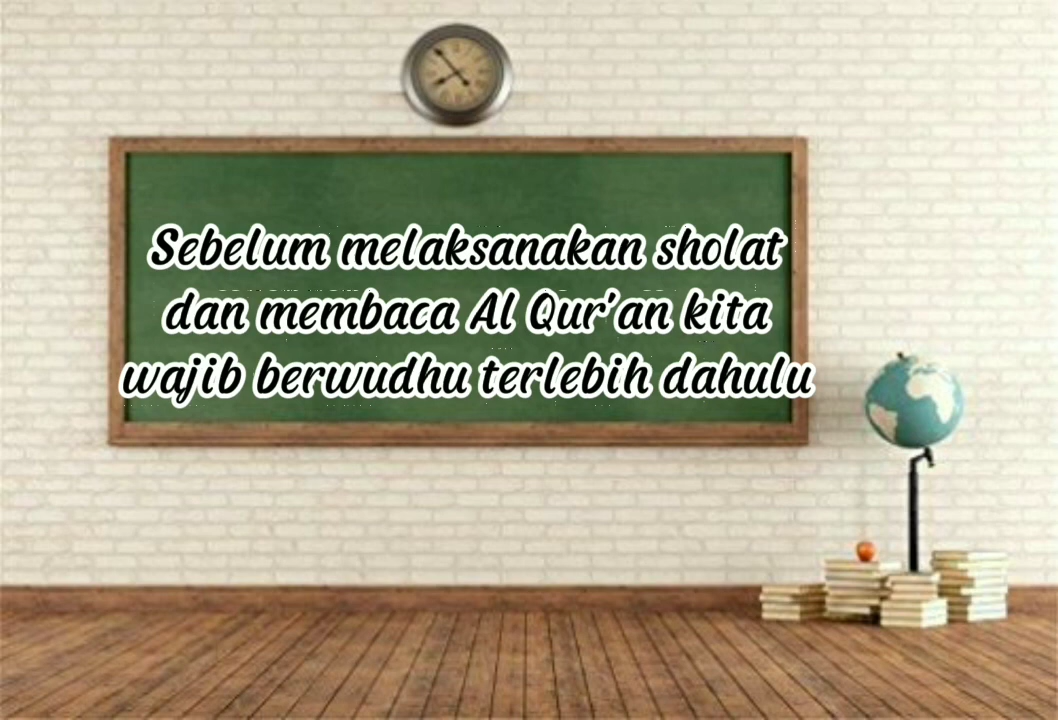 Sebelum melaksanakan sholat
dan membaca Al Qur'an kita
wajib berwudhu terlebih dahulu